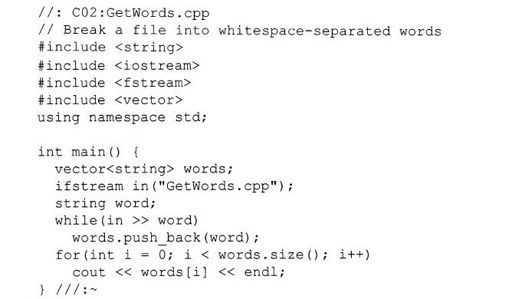 //: C02:GetWords.cpp
// Break a file into whitespace-separated words
#include <string>
#include <iostream>
#include <fstream>
#include <vector>
using namespace std;

int main() {
  vector<string> words;
  ifstream in("GetWords.cpp");
  string word;
  while(in >> word)
    words.push_back(word);
  for(int i = 0; i < words.size(); i++)
    cout << words[i] << endl;
} ///:~